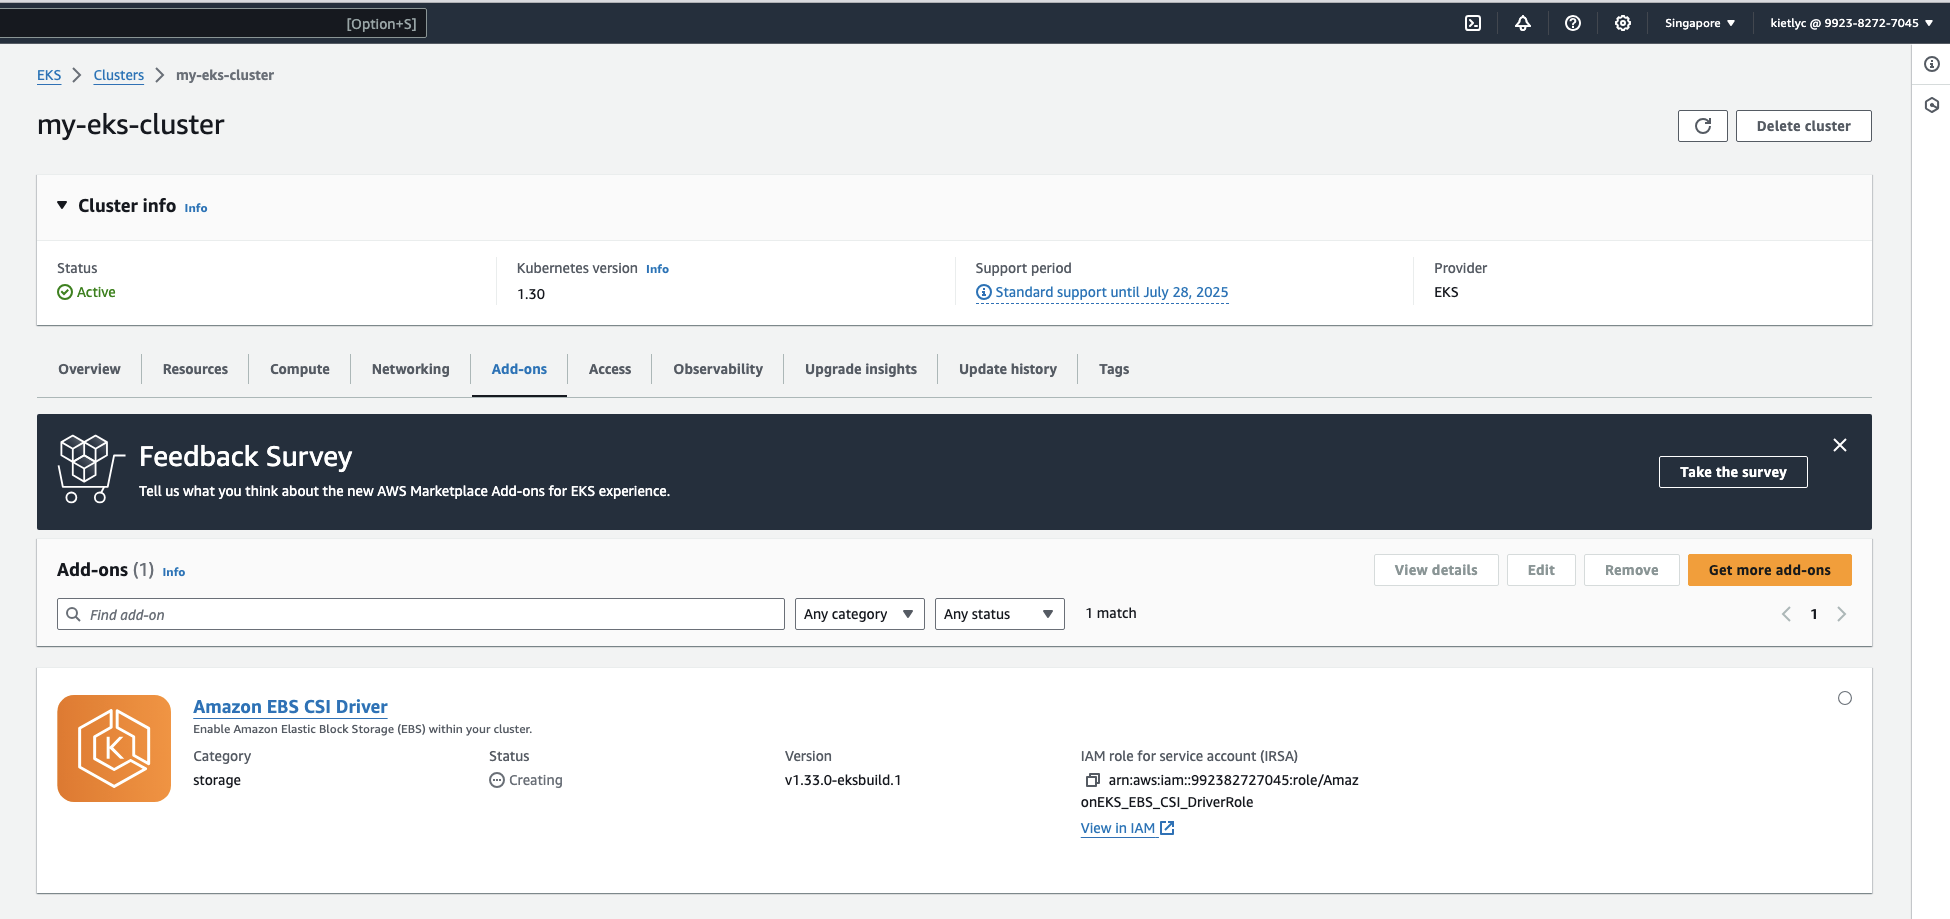 [Option+S]
Singapore ▼
kietlyc @ 9923-8272-7045 ▼
EKS > Clusters > my-eks-cluster
my-eks-cluster
Delete cluster
Cluster info Info
Status
Active
Kubernetes version Info
1.30
Support period
Standard support until July 28, 2025
Provider
EKS
Overview
Resources
Compute
Networking
Add-ons
Access
Observability
Upgrade insights
Update history
Tags
Feedback Survey
Tell us what you think about the new AWS Marketplace Add-ons for EKS experience.
Take the survey
Add-ons (1) Info
View details
Edit
Remove
Get more add-ons
Find add-on
Any category
Any status
1 match
1
K
Amazon EBS CSI Driver
Enable Amazon Elastic Block Storage (EBS) within your cluster.
Category
storage
Status
Creating
Version
v1.33.0-eksbuild.1
IAM role for service account (IRSA)
arn:aws:iam::992382727045:role/Amaz
onEKS_EBS_CSI_DriverRole
View in IAM